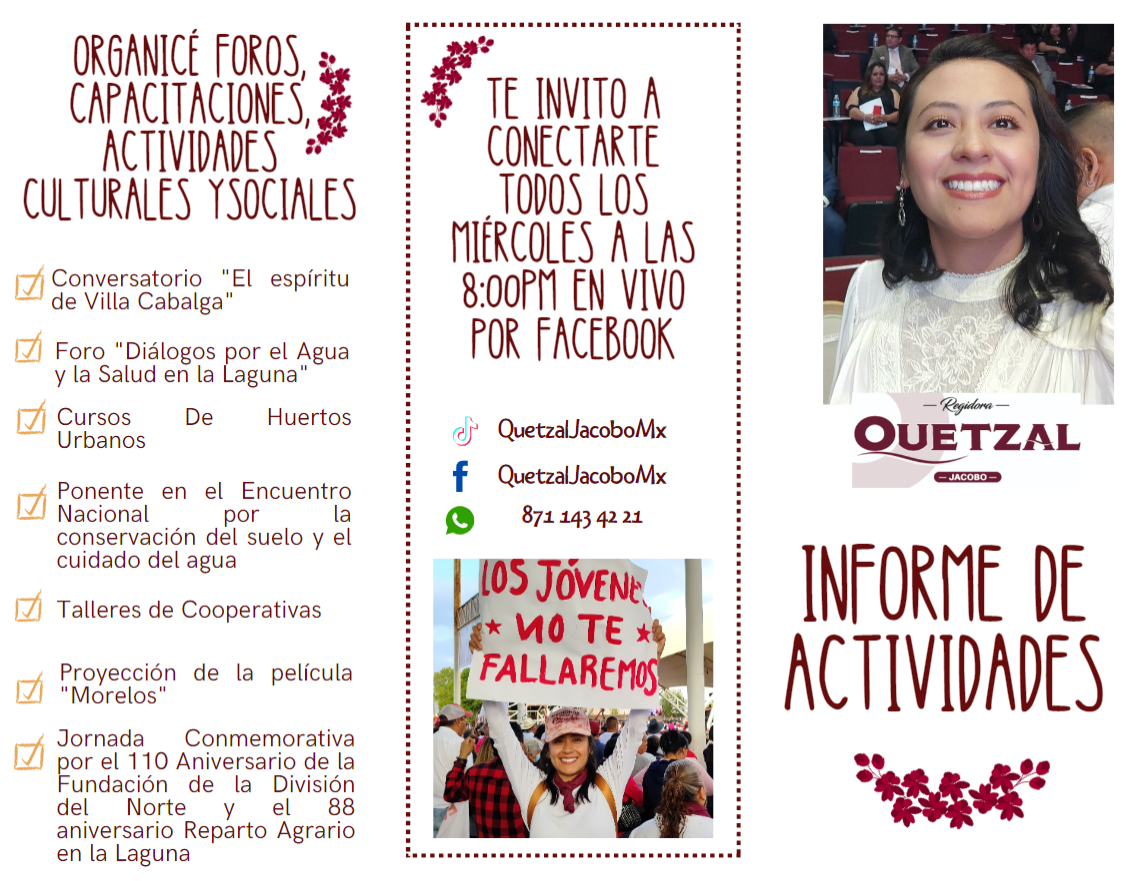 ORGANICÉ FOROS,
CAPACITACIONES,
ACTIVIDADES
CULTURALES YSOCIALES
Conversatorio "El espíritu
de Villa Cabalga"
Foro "Diálogos por el Agua
y la Salud en la Laguna"
Cursos De Huertos
Urbanos
Ponente en el Encuentro
Nacional por la
conservación del suelo y el
cuidado del agua
Talleres de Cooperativas
Proyección de la película
"Morelos"
Jornada Conmemorativa
por el 110 Aniversario de la
Fundación de la División
del Norte y el 88
aniversario Reparto Agrario
en la Laguna
TE INVITO A
CONECTARTE
TODOS LOS
MIÉRCOLES A LAS
8:00PM EN VIVO
POR FACEBOOK
QuetzalJacoboMx
QuetzalJacoboMx
871 143 42 21
LOS JÓVENE
NO TE
FALLAREMOS
Regidora
QUETZAL
JACOBO
INFORME DE
ACTIVIDADES